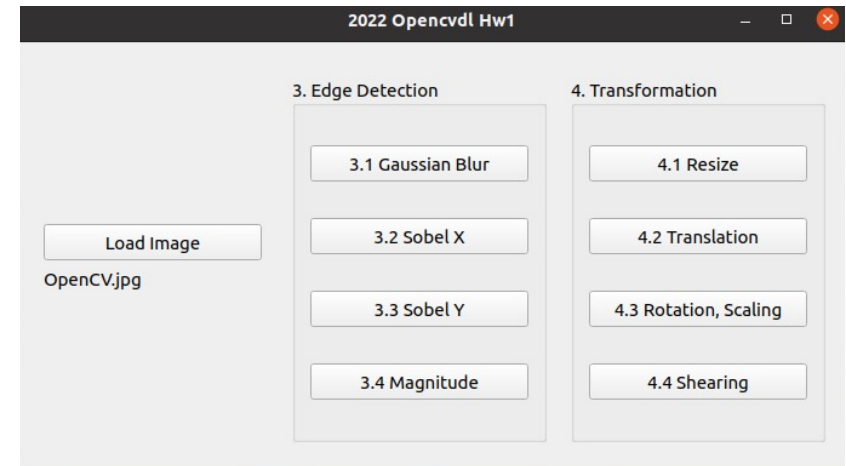 2022 Opencvdl Hw1
Load Image
OpenCV.jpg
3. Edge Detection
3.1 Gaussian Blur
3.2 Sobel X
3.3 Sobel Y
3.4 Magnitude
4. Transformation
4.1 Resize
4.2 Translation
4.3 Rotation, Scaling
4.4 Shearing